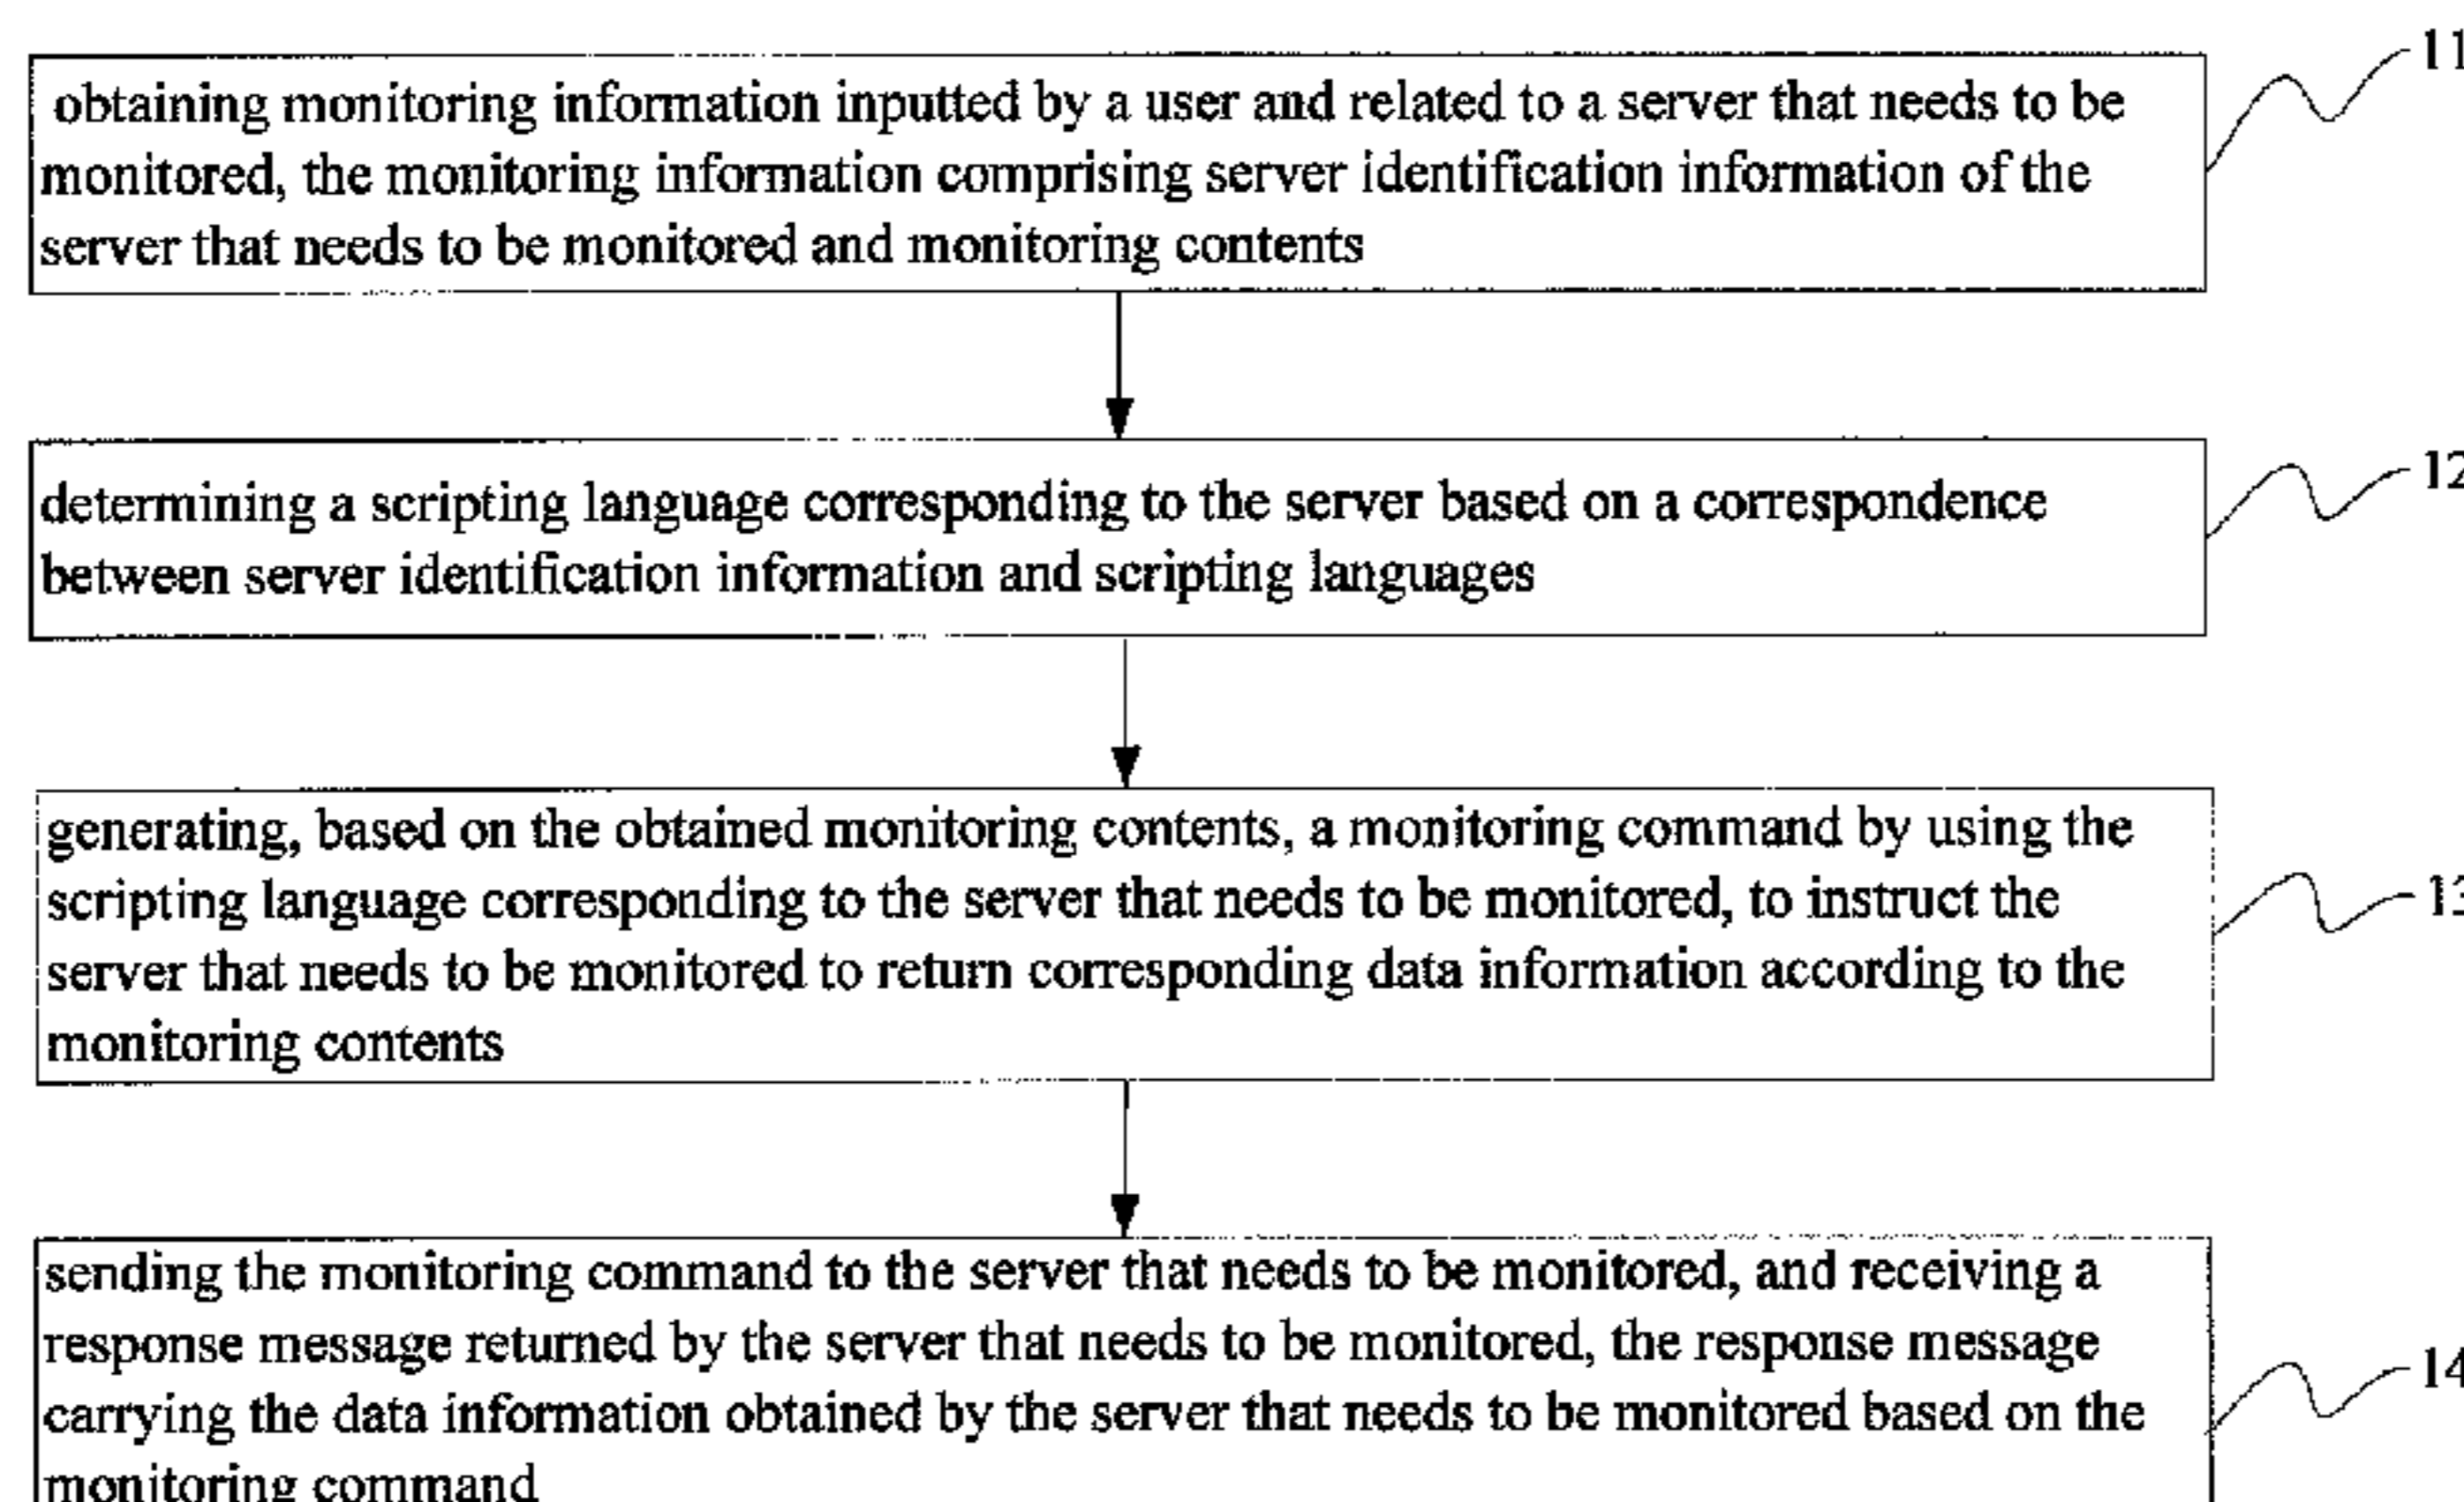 11
obtaining monitoring information inputted by a user and related to a server that needs to be
monitored, the monitoring information comprising server identification information of the
server that needs to be monitored and monitoring contents
12
determining a scripting language corresponding to the server based on a correspondence
between server identification information and scripting languages
generating, based on the obtained monitoring contents, a monitoring command by using the
scripting language corresponding to the server that needs to be monitored, to instruct the
13
server that needs to be monitored to return corresponding data information according to the
monitoring contents
sending the monitoring command to the server that needs to be monitored, and receiving a
response message returned by the server that needs to be monitored, the response message
14
carrying the data information obtained by the server that needs to be monitored based on the
monitoring command